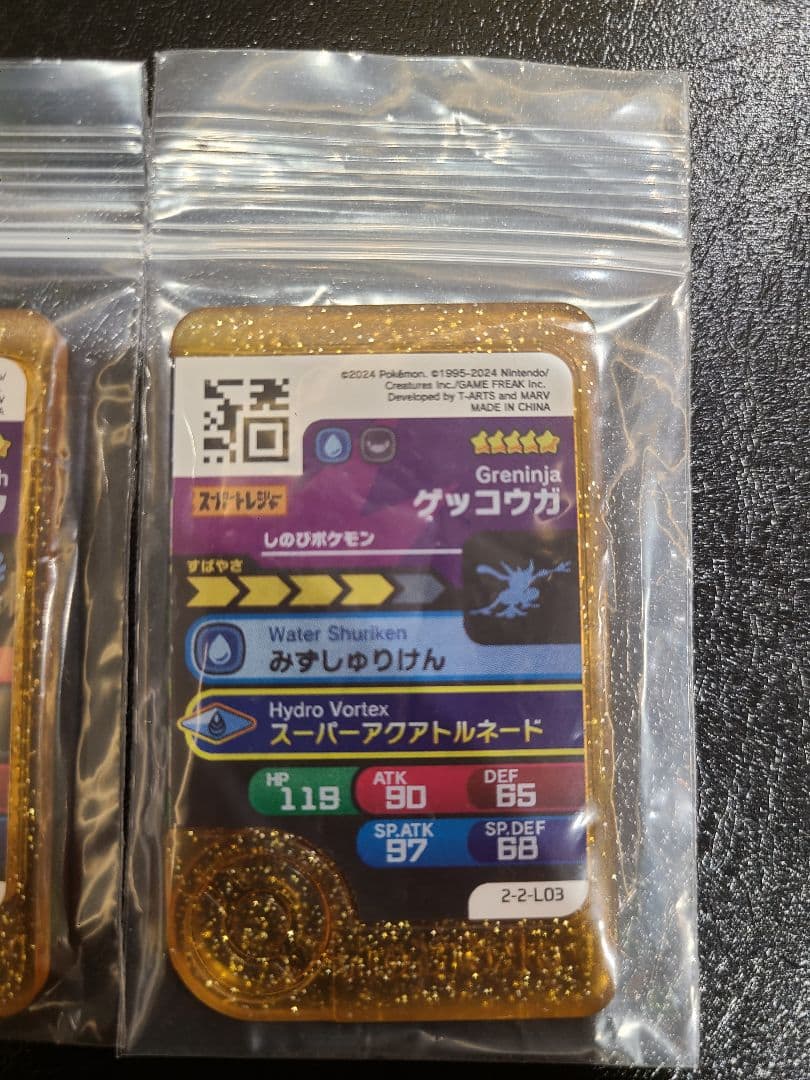 ©2024 Pokémon. ©1995-2024 Nintendo/
Creatures Inc./GAME FREAK inc.
Developed by T-ARTS and MARV
MADE IN CHINA
Greninja
ゲッコウガ
スーパートレジャー
しのびポケモン
すばやさ
Water Shuriken
みずしゅりけん
Hydro Vortex
スーパーアクアトルネード
HP 119
ATK 90
DEF 65
SP.ATK 97
SP.DEF 68
2-2-L03